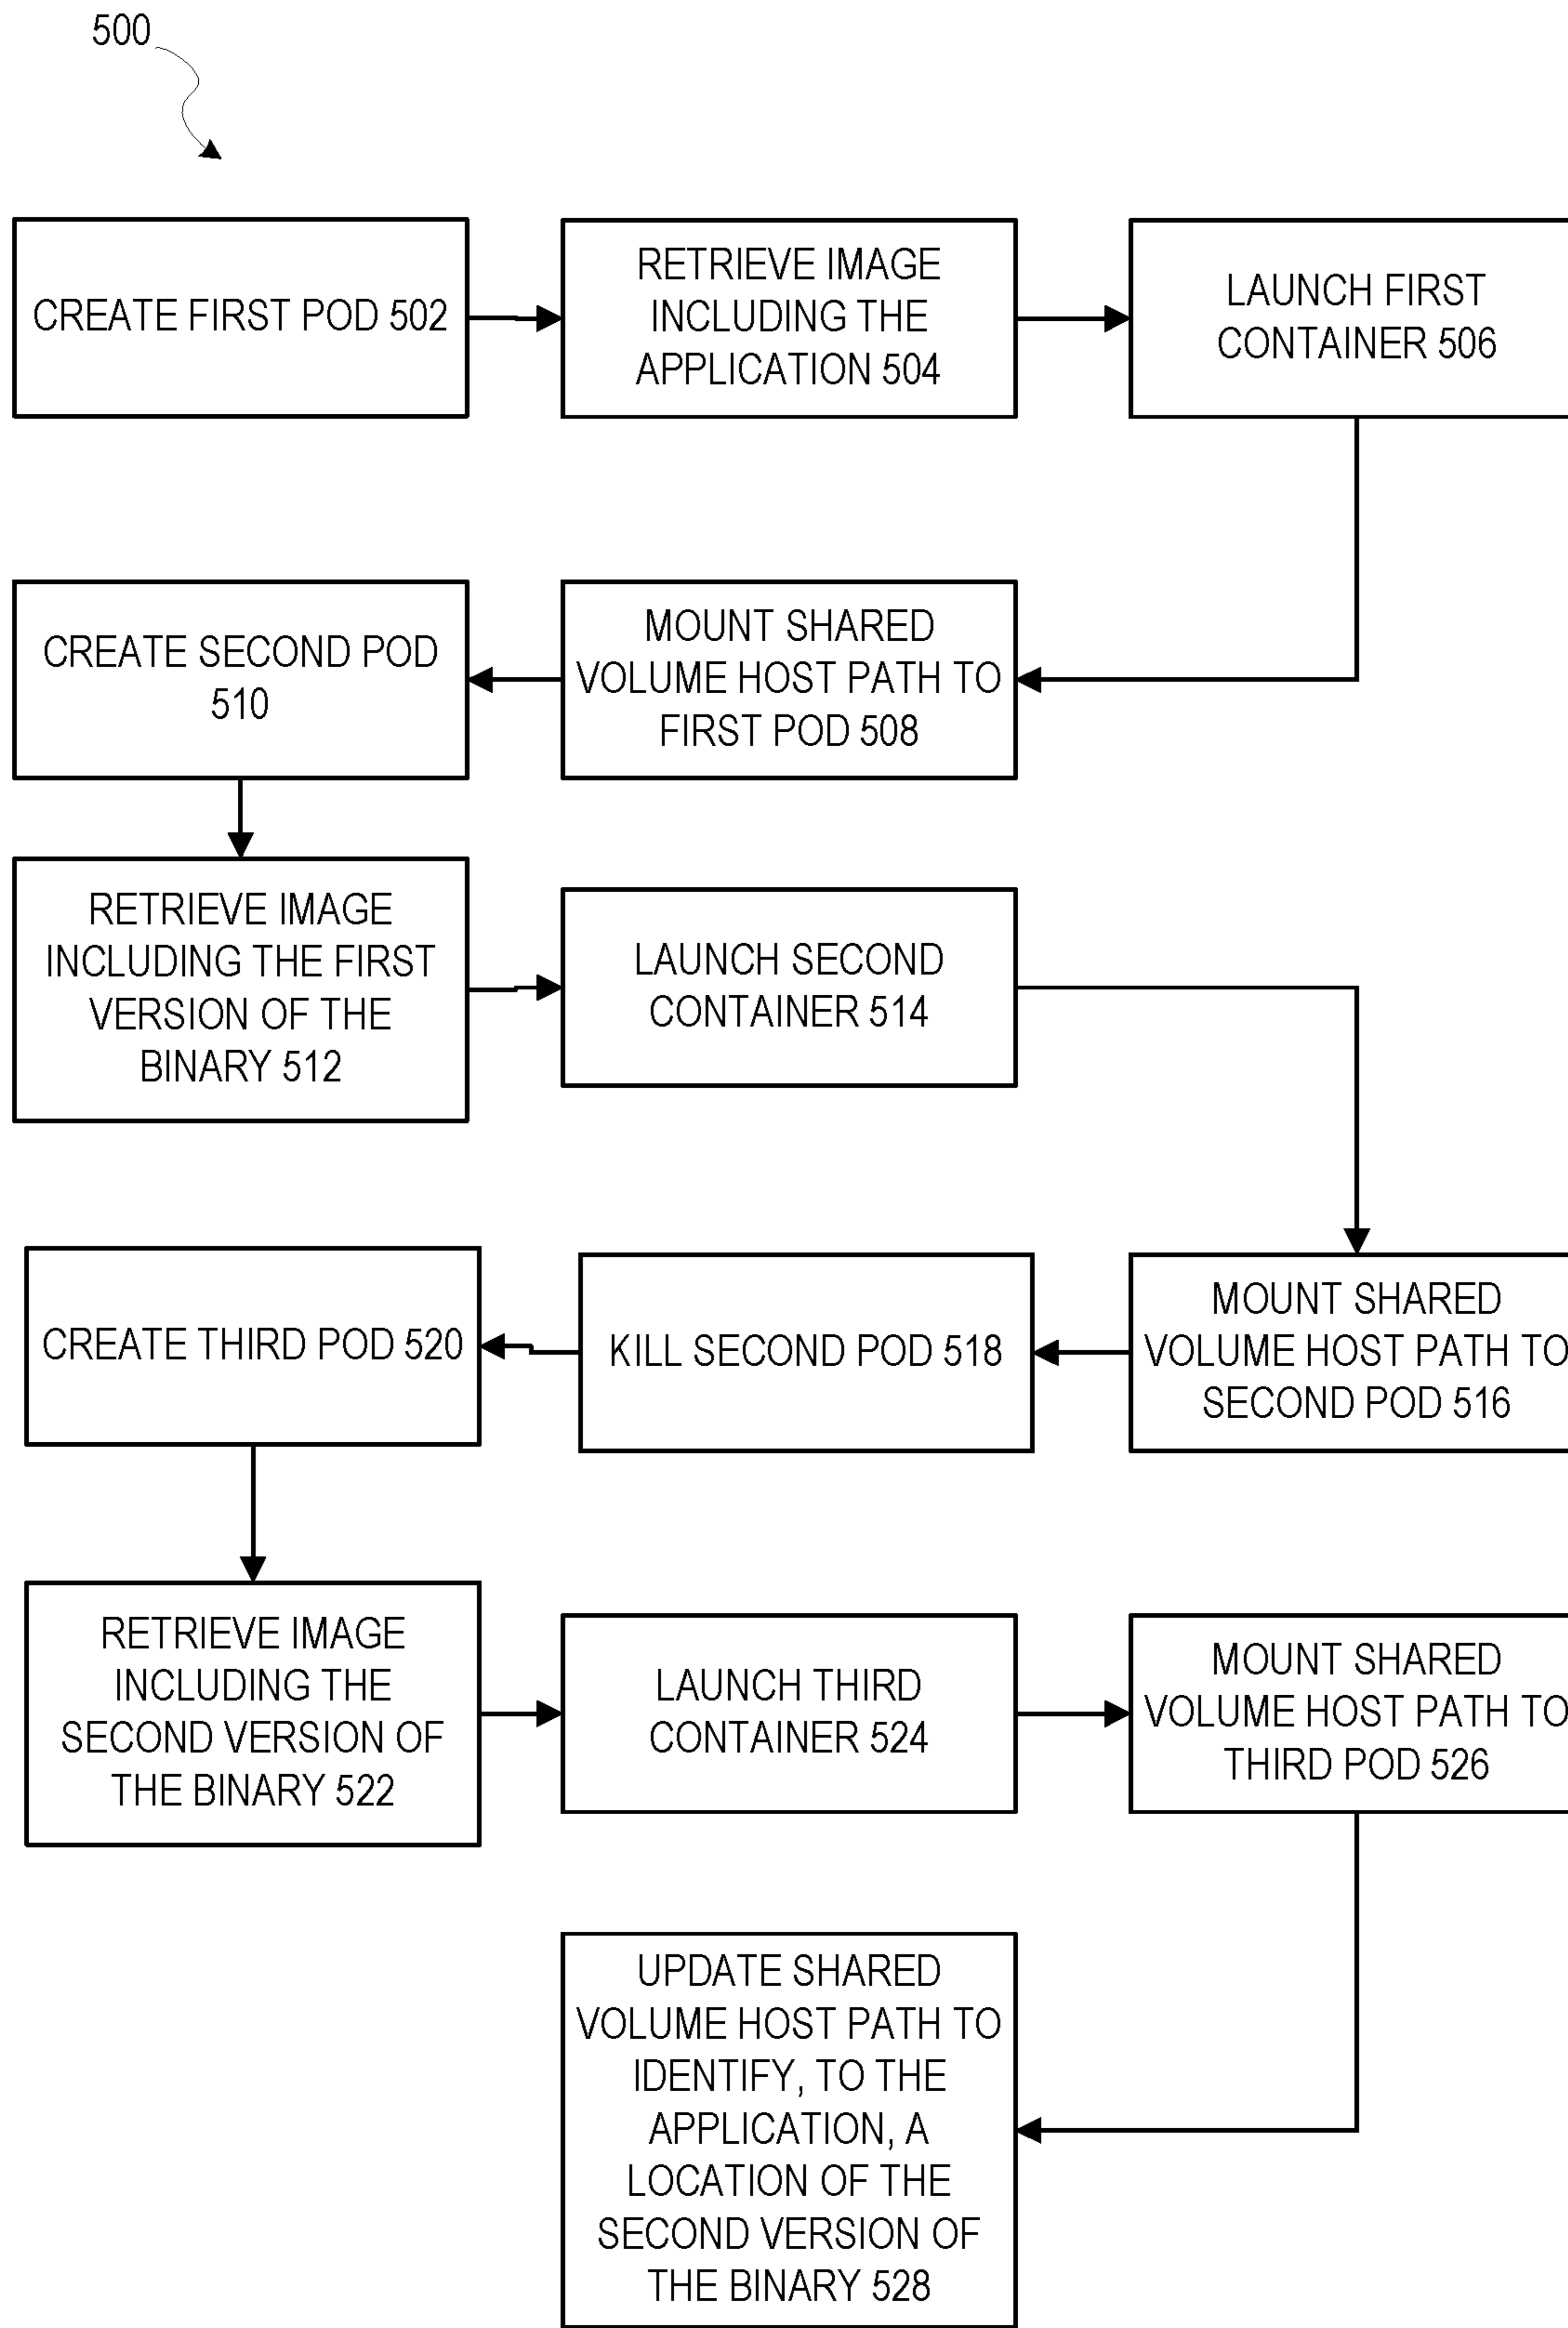 500
CREATE FIRST POD 502
RETRIEVE IMAGE
INCLUDING THE
APPLICATION 504
LAUNCH FIRST
CONTAINER 506
MOUNT SHARED
VOLUME HOST PATH TO
FIRST POD 508
CREATE SECOND POD
510
RETRIEVE IMAGE
INCLUDING THE FIRST
VERSION OF THE
BINARY 512
LAUNCH SECOND
CONTAINER 514
MOUNT SHARED
VOLUME HOST PATH TO
SECOND POD 516
KILL SECOND POD 518
CREATE THIRD POD 520
RETRIEVE IMAGE
INCLUDING THE
SECOND VERSION OF
THE BINARY 522
LAUNCH THIRD
CONTAINER 524
MOUNT SHARED
VOLUME HOST PATH TO
THIRD POD 526
UPDATE SHARED
VOLUME HOST PATH TO
IDENTIFY, TO THE
APPLICATION, A
LOCATION OF THE
SECOND VERSION OF
THE BINARY 528